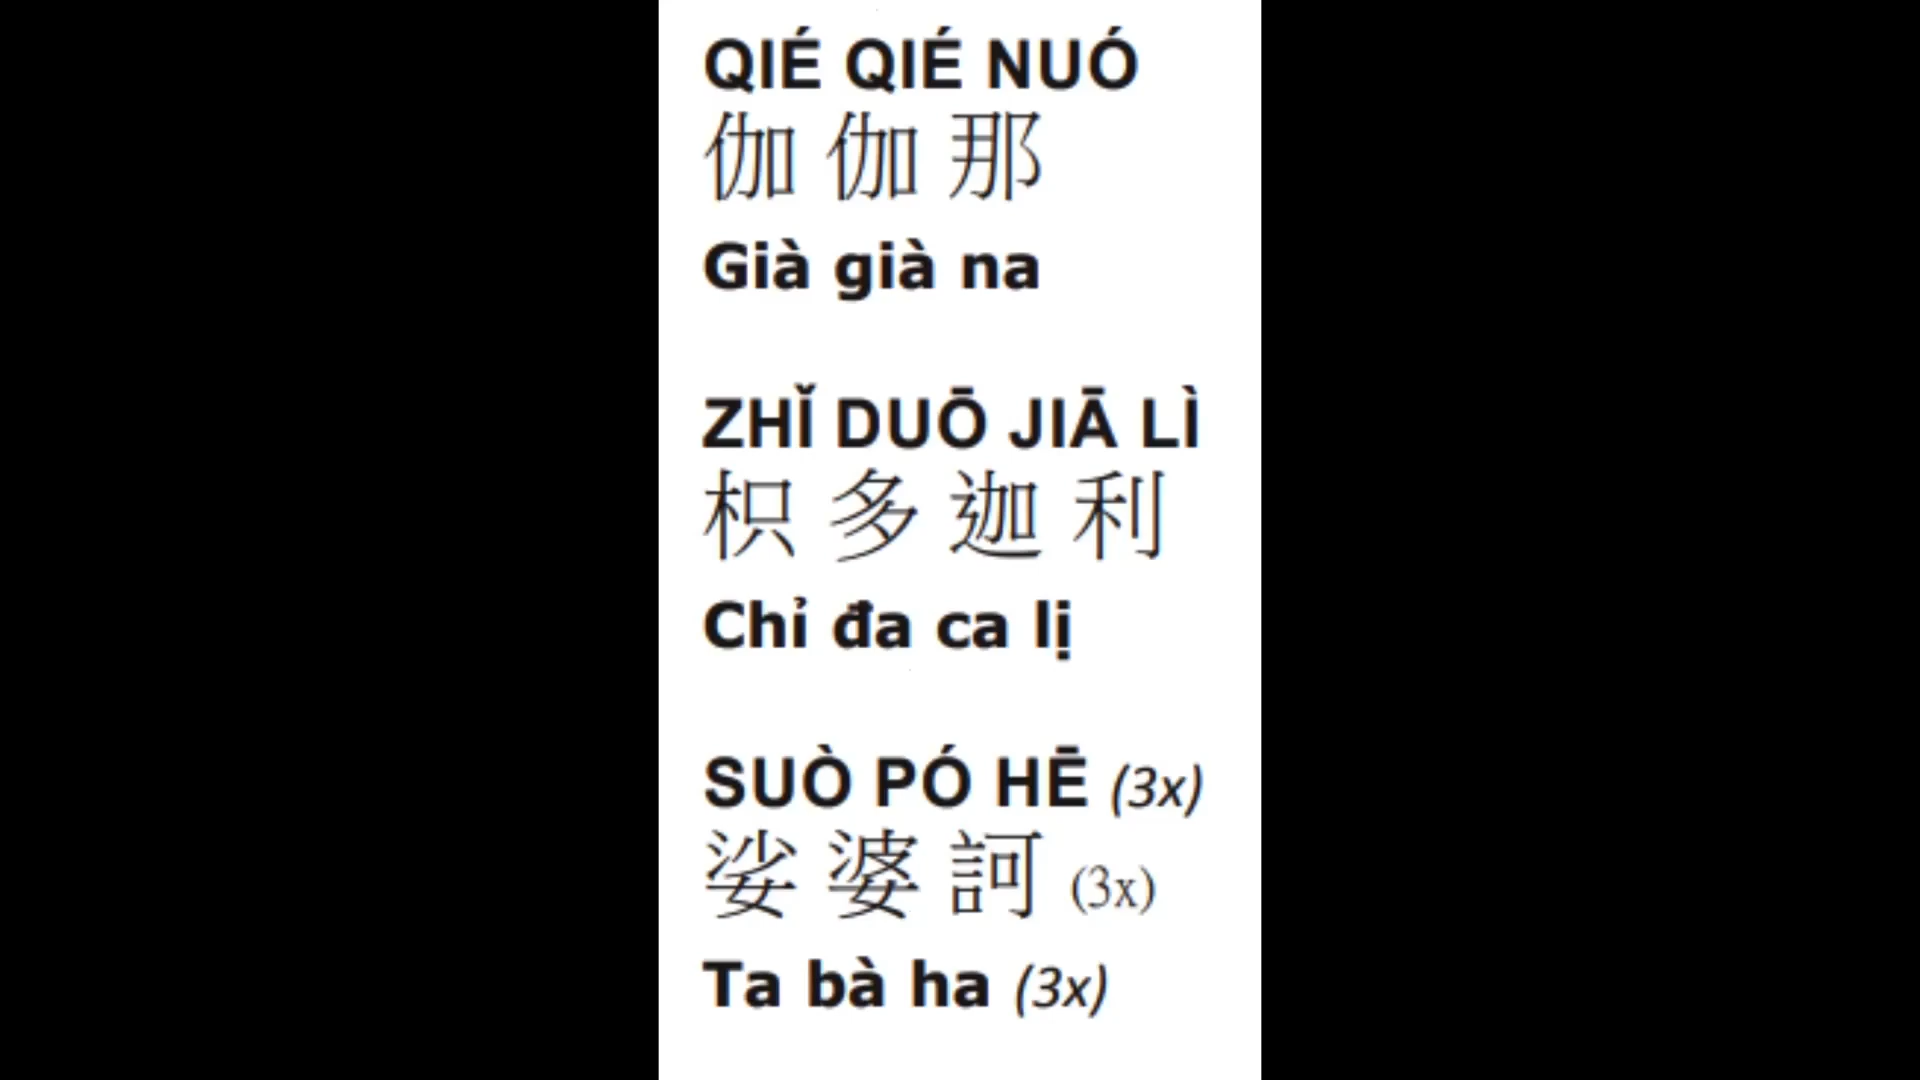 QIÉ QIÉ NUÓ
伽 伽 那
Già già na
ZHǏ DUŌ JIĀ LÌ
枳 多 迦 利
Chỉ đa ca lị
SUÒ PÓ HĒ (3x)
娑 婆 訶 (3x)
Ta bà ha (3x)